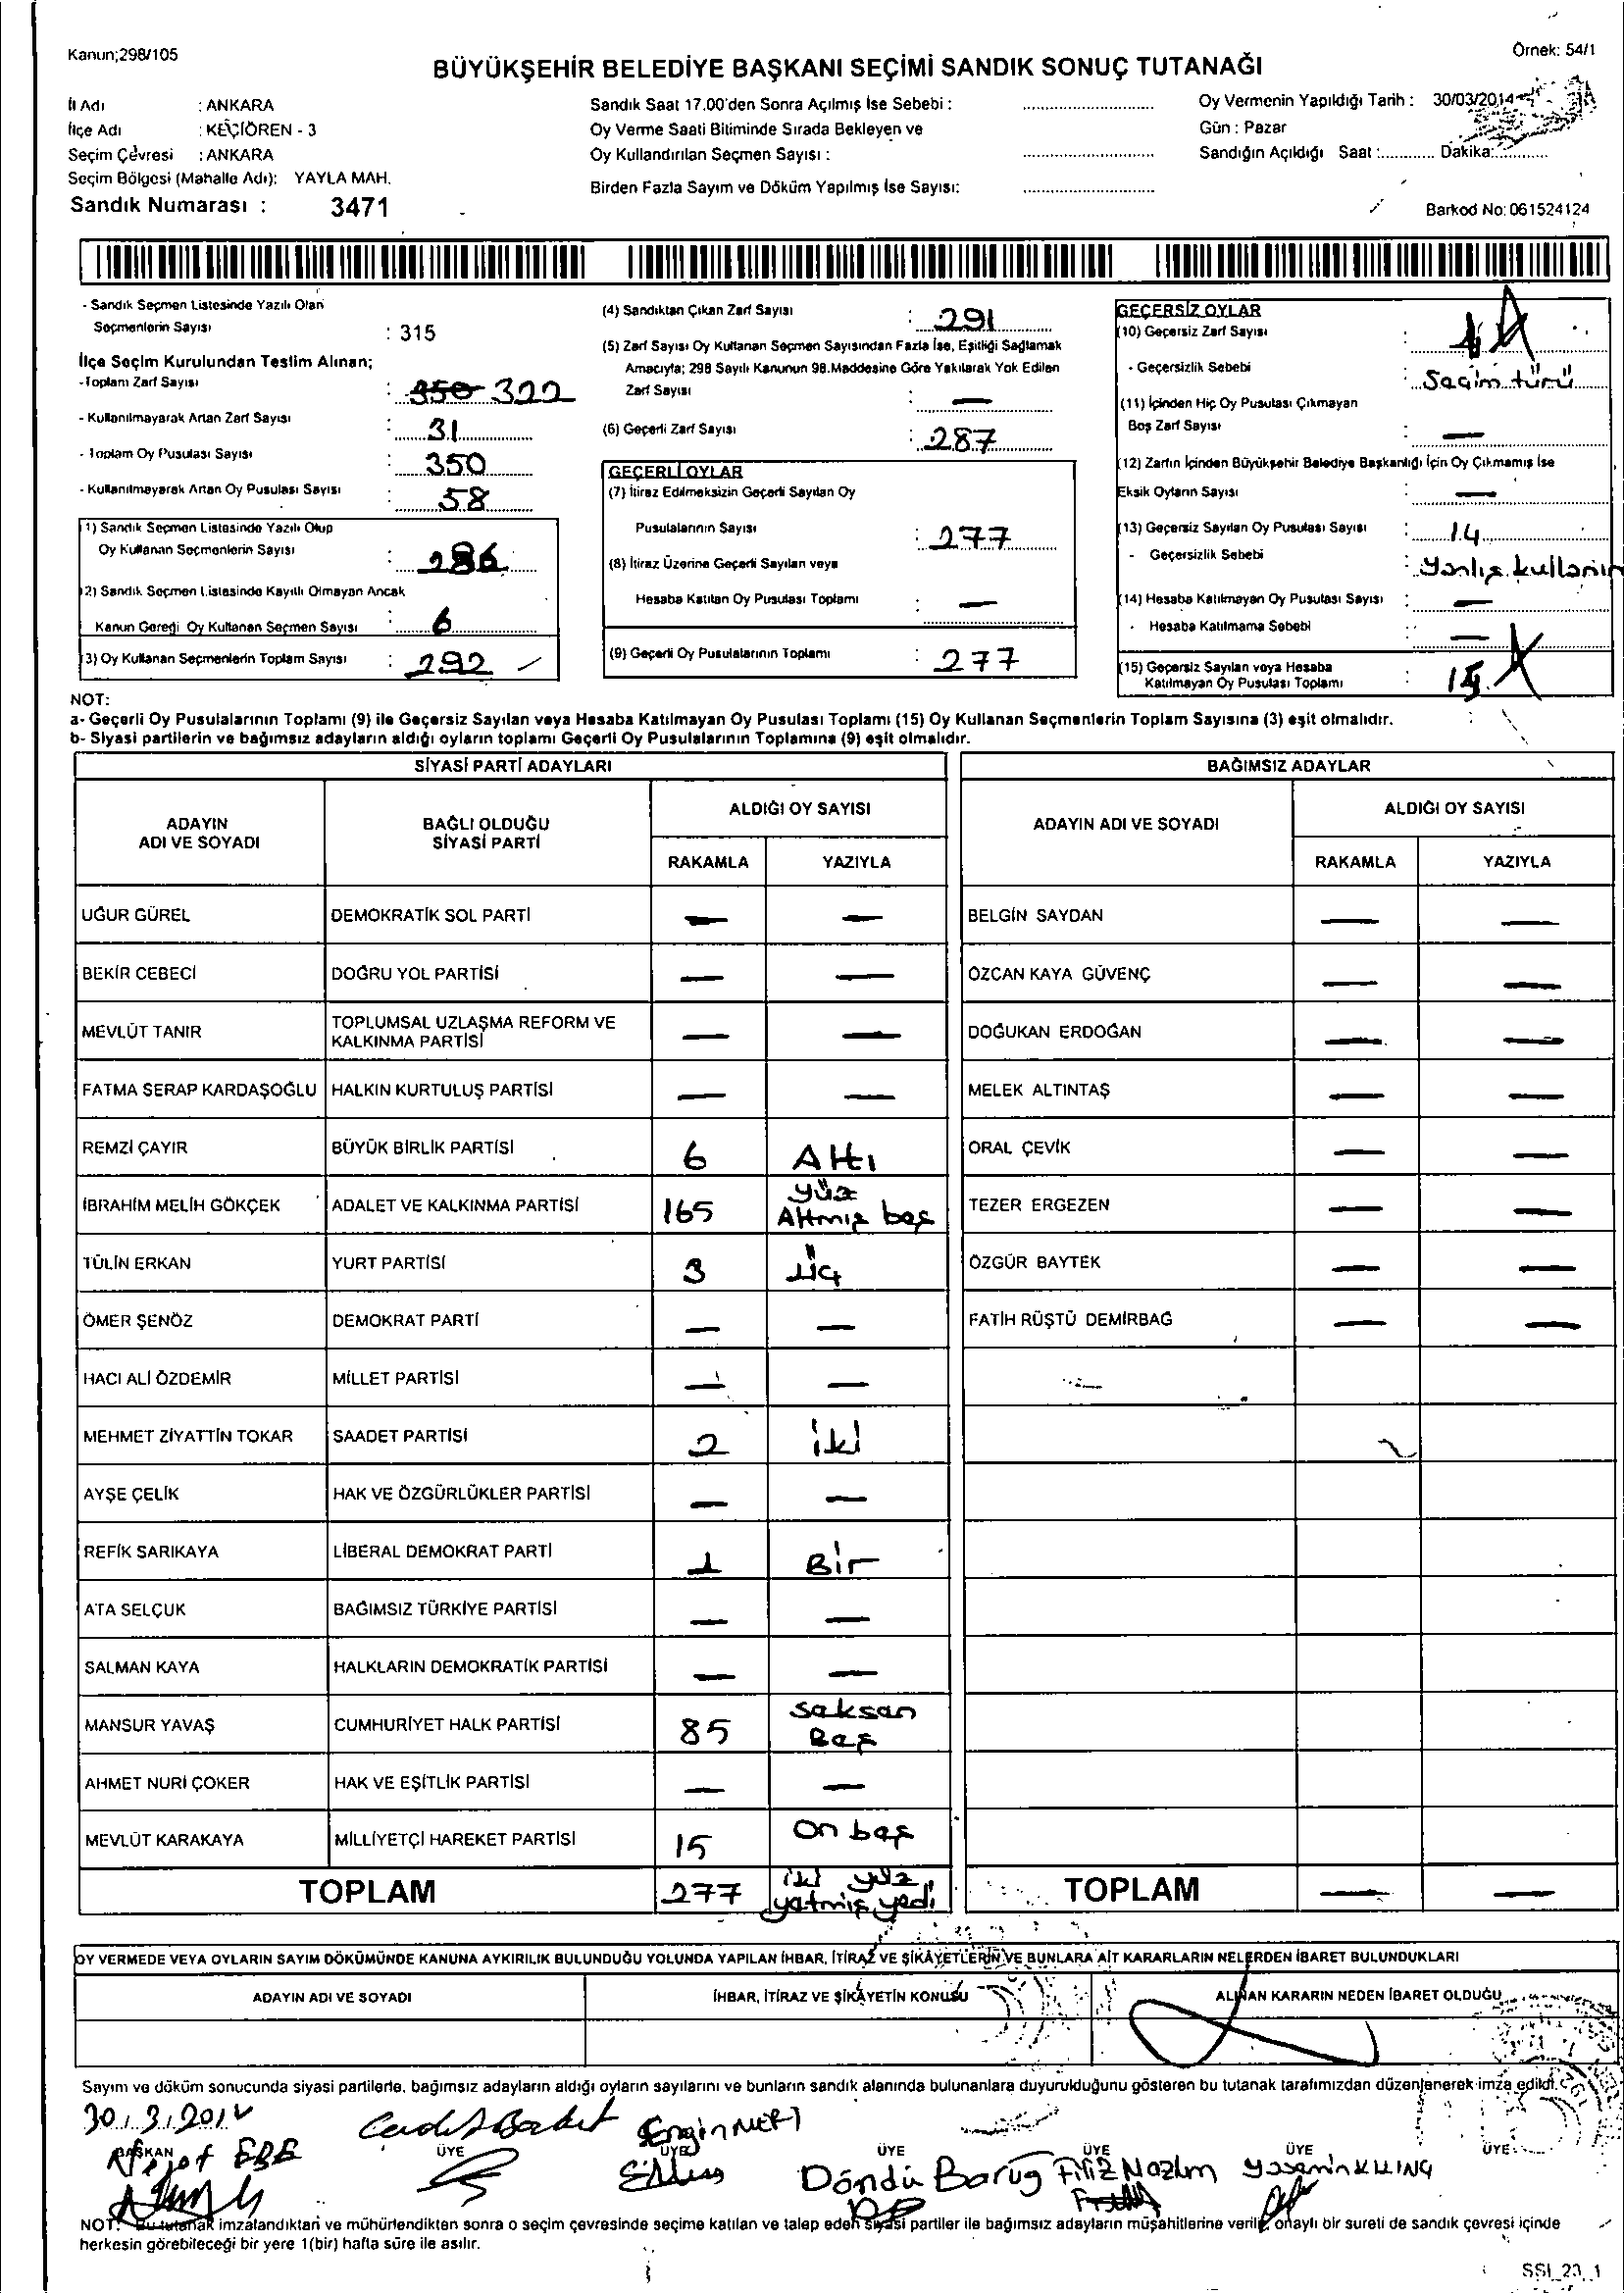 Kanun;298/105
Örnek: 54/1
BÜYÜKŞEHİR BELEDİYE BAŞKANI SEÇİMİ SANDIK SONUÇ TUTANAĞI
İl Adı : ANKARA
İlçe Adı : KEÇİÖREN - 3
Seçim Çevresi : ANKARA
Seçim Bölgesi (Mahalle Adı): YAYLA MAH.
Sandık Numarası : 3471
Sandık Saat 17.00'den Sonra Açılmış İse Sebebi :
Oy Verme Saati Bitiminde Sırada Bekleyen ve
Oy Kullandırılan Seçmen Sayısı :
Birden Fazla Sayım ve Döküm Yapılmış İse Sayısı:
Oy Vermenin Yapıldığı Tarih : 30/03/2014
Gün : Pazar
Sandığın Açıldığı Saat :............ Dakika:............
Barkod No: 061524124
- Sandık Seçmen Listesinde Yazılı Olan
Seçmenlerin Sayısı : 315
İlçe Seçim Kurulundan Teslim Alınan;
-Toplam Zarf Sayısı : 350 322
- Kullanılmayarak Artan Zarf Sayısı : 31
- Toplam Oy Pusulası Sayısı : 350
- Kullanılmayarak Artan Oy Pusulası Sayısı : 58
(1) Sandık Seçmen Listesinde Yazılı Olup
Oy Kullanan Seçmenlerin Sayısı : 286
(2) Sandık Seçmen Listesinde Kayıtlı Olmayan Ancak
Kanun Gereği Oy Kullanan Seçmen Sayısı : 6
(3) Oy Kullanan Seçmenlerin Toplam Sayısı : 292
(4) Sandıktan Çıkan Zarf Sayısı : 291
(5) Zarf Sayısı Oy Kullanan Seçmen Sayısından Fazla İse, Eşitliği Sağlamak
Amacıyla; 298 Sayılı Kanunun 98.Maddesine Göre Yakılarak Yok Edilen
Zarf Sayısı : —
(6) Geçerli Zarf Sayısı : 287
GEÇERLİ OYLAR
(7) İtiraz Edilmeksizin Geçerli Sayılan Oy
Pusulalarının Sayısı : 277
(8) İtiraz Üzerine Geçerli Sayılan veya
Hesaba Katılan Oy Pusulası Toplamı : —
(9) Geçerli Oy Pusulalarının Toplamı : 277
GEÇERSİZ OYLAR
(10) Geçersiz Zarf Sayısı :
- Geçersizlik Sebebi : Seçim türü
(11) İçinden Hiç Oy Pusulası Çıkmayan
Boş Zarf Sayısı : —
(12) Zarfın İçinden Büyükşehir Belediye Başkanlığı İçin Oy Çıkmamış İse
Eksik Oyların Sayısı : —
(13) Geçersiz Sayılan Oy Pusulası Sayısı : 14
- Geçersizlik Sebebi : Yanlış kullanım
(14) Hesaba Katılmayan Oy Pusulası Sayısı : —
- Hesaba Katılmama Sebebi : —
(15) Geçersiz Sayılan veya Hesaba
Katılmayan Oy Pusulası Toplamı :
NOT:
a- Geçerli Oy Pusulalarının Toplamı (9) ile Geçersiz Sayılan veya Hesaba Katılmayan Oy Pusulası Toplamı (15) Oy Kullanan Seçmenlerin Toplam Sayısına (3) eşit olmalıdır.
b- Siyasi partilerin ve bağımsız adayların aldığı oyların toplamı Geçerli Oy Pusulalarının Toplamına (9) eşit olmalıdır.
SİYASİ PARTİ ADAYLARI
ADAYIN ADI VE SOYADI
BAĞLI OLDUĞU SİYASİ PARTİ
ALDIĞI OY SAYISI
RAKAMLA YAZIYLA
UĞUR GÜREL DEMOKRATİK SOL PARTİ — —
BEKİR CEBECİ DOĞRU YOL PARTİSİ — —
MEVLÜT TANIR TOPLUMSAL UZLAŞMA REFORM VE KALKINMA PARTİSİ — —
FATMA SERAP KARDAŞOĞLU HALKIN KURTULUŞ PARTİSİ — —
REMZİ ÇAYIR BÜYÜK BİRLİK PARTİSİ 6 Altı
İBRAHİM MELİH GÖKÇEK ADALET VE KALKINMA PARTİSİ 165 yüz Altmış beş
TÜLİN ERKAN YURT PARTİSİ 3 üç
ÖMER ŞENÖZ DEMOKRAT PARTİ — —
HACI ALİ ÖZDEMİR MİLLET PARTİSİ — —
MEHMET ZİYATTİN TOKAR SAADET PARTİSİ 2 iki
AYŞE ÇELİK HAK VE ÖZGÜRLÜKLER PARTİSİ — —
REFİK SARIKAYA LİBERAL DEMOKRAT PARTİ 1 Bir
ATA SELÇUK BAĞIMSIZ TÜRKİYE PARTİSİ — —
SALMAN KAYA HALKLARIN DEMOKRATİK PARTİSİ — —
MANSUR YAVAŞ CUMHURİYET HALK PARTİSİ 85 seksen Beş
AHMET NURİ ÇOKER HAK VE EŞİTLİK PARTİSİ — —
MEVLÜT KARAKAYA MİLLİYETÇİ HAREKET PARTİSİ 15 On beş
TOPLAM 277 iki yüz yetmiş yedi
BAĞIMSIZ ADAYLAR
ADAYIN ADI VE SOYADI
ALDIĞI OY SAYISI
RAKAMLA YAZIYLA
BELGİN SAYDAN — —
ÖZCAN KAYA GÜVENÇ — —
DOĞUKAN ERDOĞAN — —
MELEK ALTINTAŞ — —
ORAL ÇEVİK — —
TEZER ERGEZEN — —
ÖZGÜR BAYTEK — —
FATİH RÜŞTÜ DEMİRBAĞ — —
TOPLAM — —
OY VERMEDE VEYA OYLARIN SAYIM DÖKÜMÜNDE KANUNA AYKIRILIK BULUNDUĞU YOLUNDA YAPILAN İHBAR, İTİRAZ VE ŞİKÂYETLERİN VE BUNLARA AİT KARARLARIN NELERDEN İBARET BULUNDUKLARI
ADAYIN ADI VE SOYADI İHBAR, İTİRAZ VE ŞİKÂYETİN KONUSU ALINAN KARARIN NEDEN İBARET OLDUĞU
Sayım ve döküm sonucunda siyasi partilerle, bağımsız adayların aldığı oyların sayılarını ve bunların sandık alanında bulunanlara duyurulduğunu gösteren bu tutanak tarafımızdan düzenlenerek imza edildi.
30.3.2014
BAŞKAN ÜYE ÜYE ÜYE ÜYE ÜYE ÜYE
Engin MERT Döndü Filiz Nazlım Yasemin KILINÇ
NOT: Bu tutanak imzalandıktan ve mühürlendikten sonra o seçim çevresinde seçime katılan ve talep eden siyasi partiler ile bağımsız adayların müşahitlerine verilir, onaylı bir sureti de sandık çevresi içinde
herkesin görebileceği bir yere 1(bir) hafta süre ile asılır.